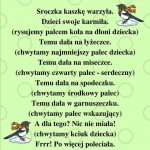 Sroczka kaszkę warzyła.
Dzieci swoje karmiła.
(rysujemy palcem koła na dłoni dziecka)
Temu dała na łyżeczce.
(chwytamy najmniejszy palec dziecka)
Temu dała na miseczce.
(chwytamy czwarty palec - serdeczny)
Temu dała na spodeczku.
(chwytamy środkowy palec)
Temu dała w garnuszeczku.
(chwytamy palec wskazujący)
A dla tego? Nic nie miała!
(chwytamy kciuk dziecka)
Frrr! Po więcej poleciała.